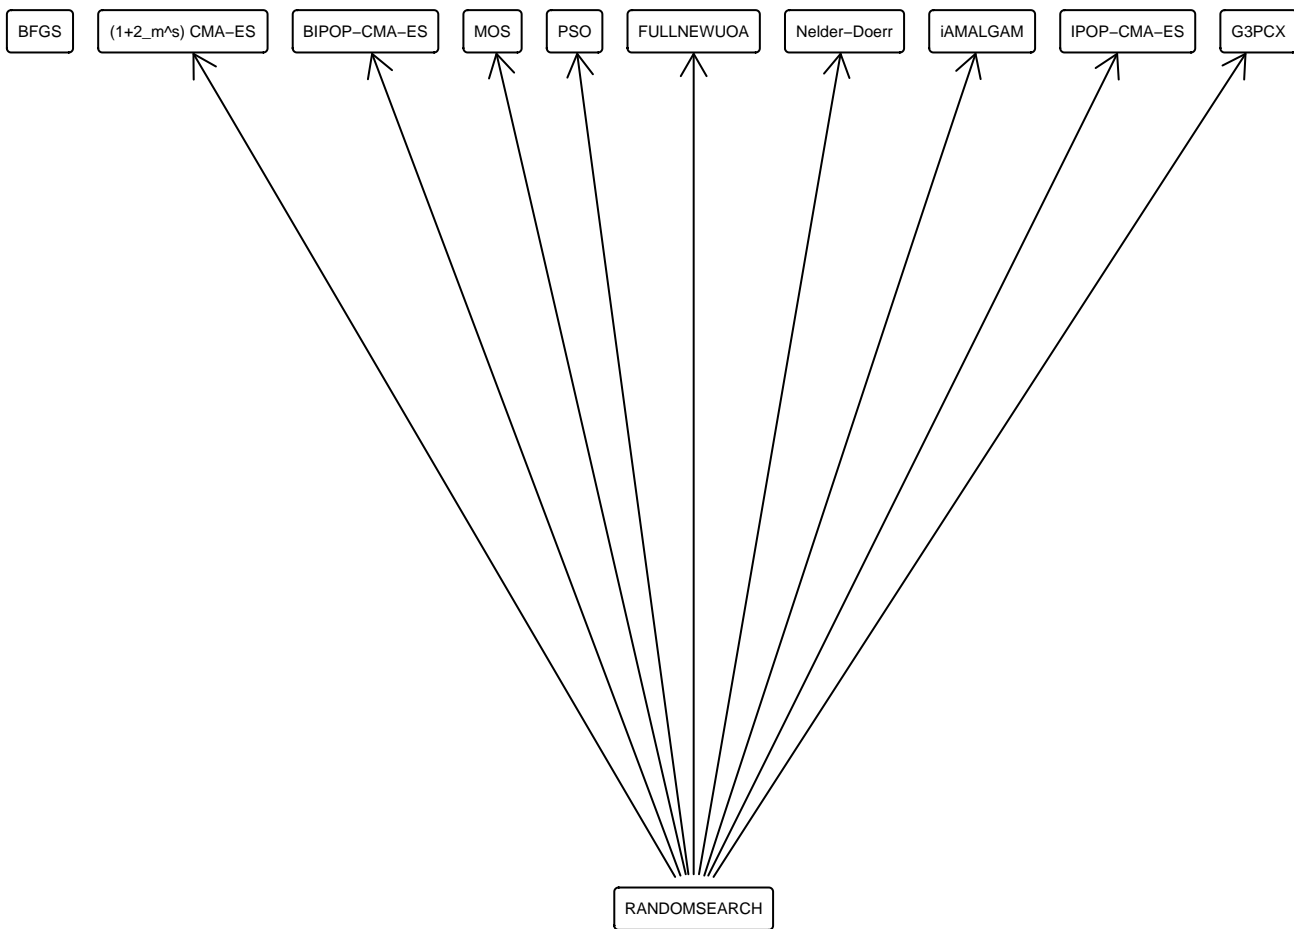 BFGS
(1+2_m^s) CMA−ES
BIPOP−CMA−ES
MOS
PSO
FULLNEWUOA
Nelder−Doerr
iAMALGAM
IPOP−CMA−ES
G3PCX
RANDOMSEARCH